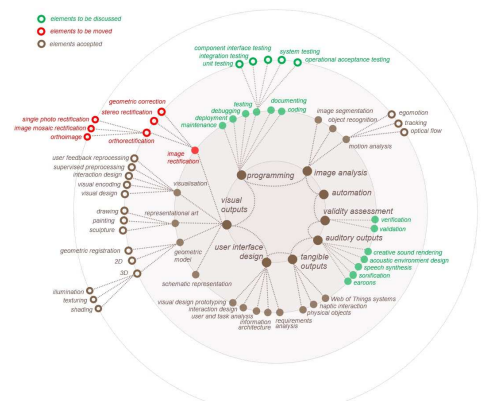 elements to be discussed
elements to be moved
elements accepted
component interface testing
integration testing
unit testing
system testing
operational acceptance testing
testing
debugging
deployment
maintenance
documenting
coding
image segmentation
object recognition
motion analysis
egomotion
tracking
optical flow
geometric correction
stereo rectification
single photo rectification
image mosaic rectification
orthoimage
orthorectification
image
rectification
user feedback reprocessing
supervised preprocessing
interaction design
visual encoding
visual design
visualisation
programming
image analysis
automation
visual
outputs
validity assessment
verification
validation
drawing
painting
sculpture
representational art
auditory outputs
user interface
design
tangible
outputs
creative sound rendering
acoustic environment design
speech synthesis
sonification
earcons
geometric registration
2D
3D
geometric
model
schematic representation
illumination
texturing
shading
visual design prototyping
interaction design
user and task analysis
information
architecture
requirements
analysis
Web of Things systems
haptic interaction
physical objects